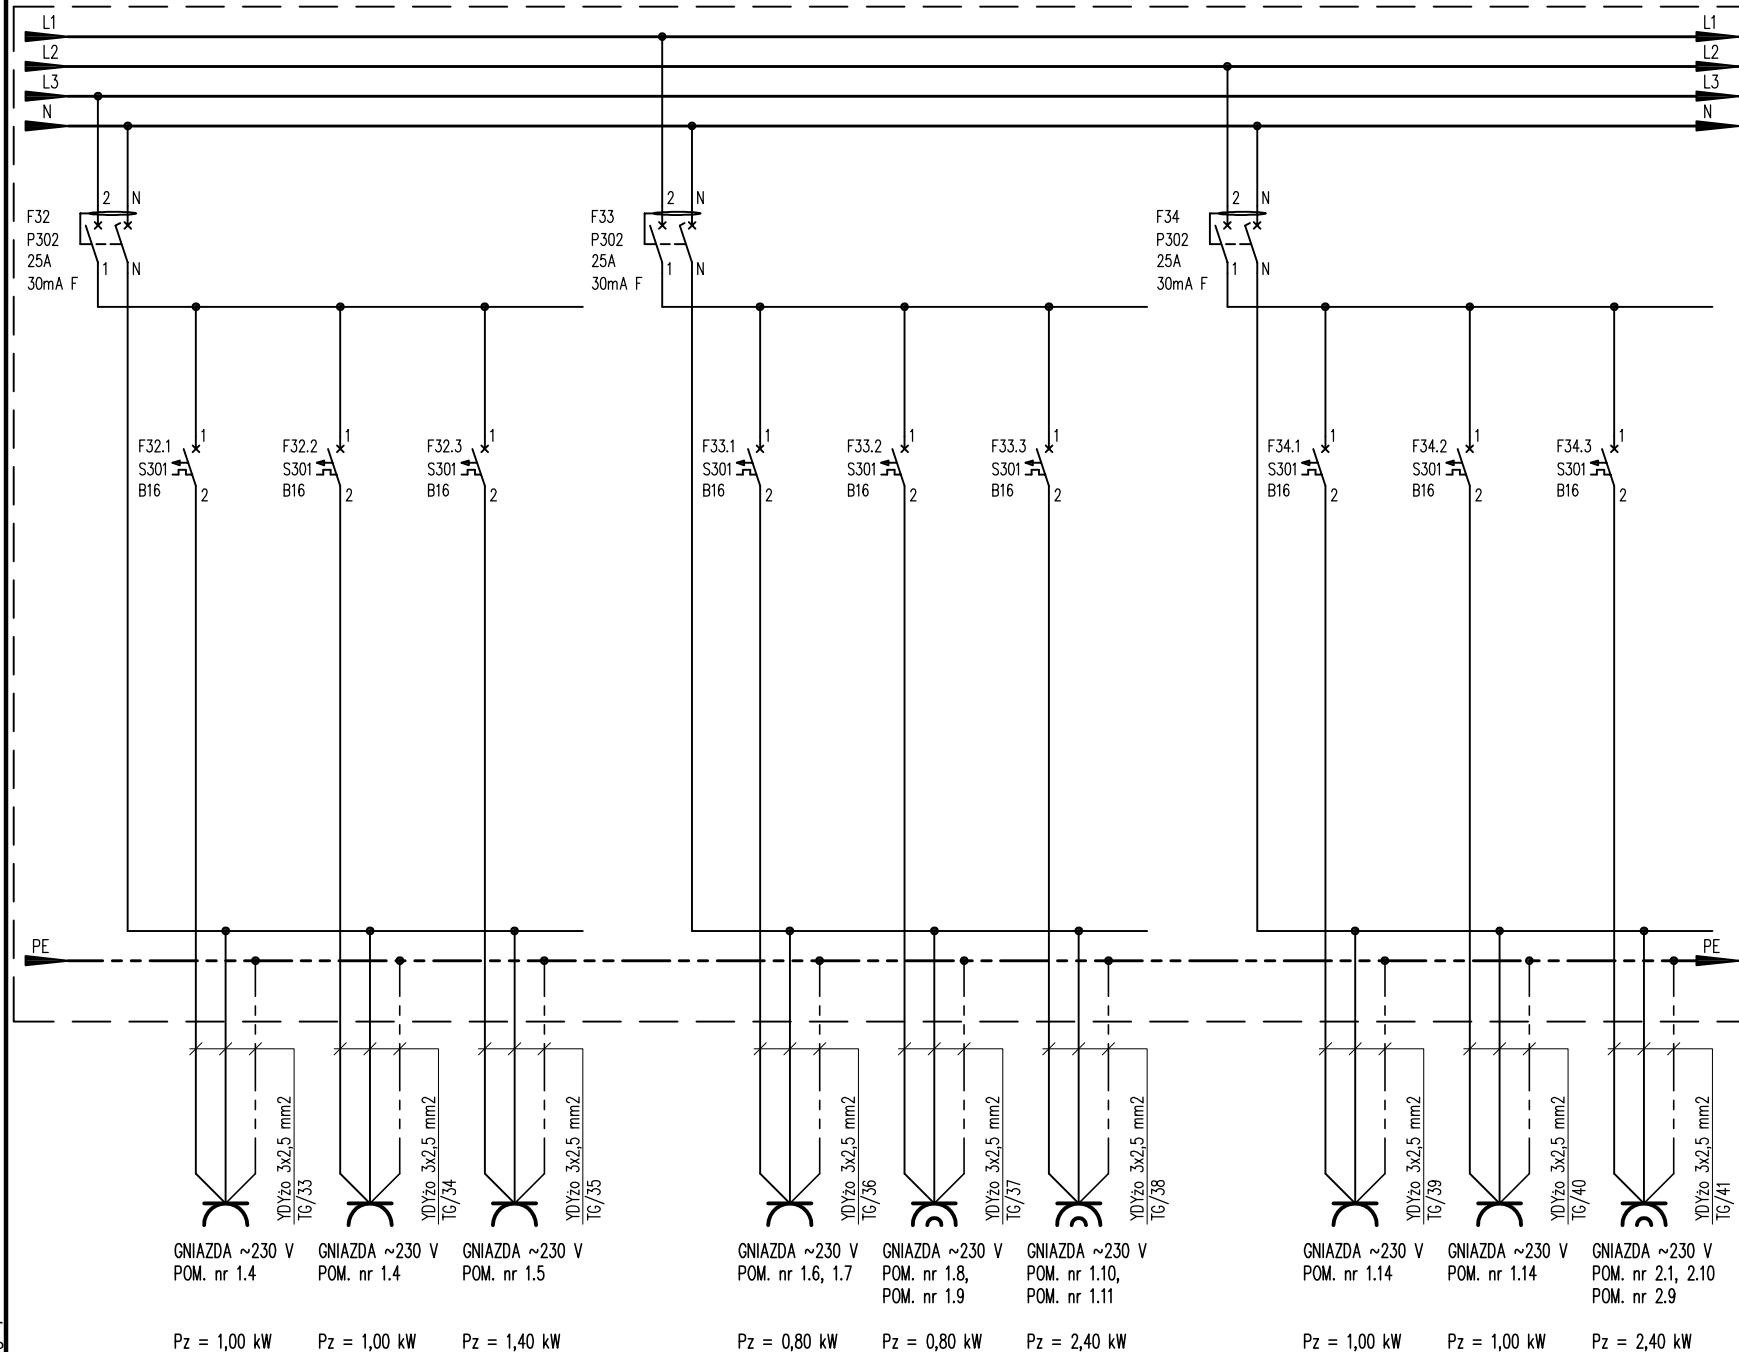 L1
L1
L2
L2
L3
L3
N
N
2 N
F32
P302
25A
30mA F
1 N
2 N
F33
P302
25A
30mA F
1 N
2 N
F34
P302
25A
30mA F
1 N
F32.1
S301
B16
1
2
F32.2
S301
B16
1
2
F32.3
S301
B16
1
2
F33.1
S301
B16
1
2
F33.2
S301
B16
1
2
F33.3
S301
B16
1
2
F34.1
S301
B16
1
2
F34.2
S301
B16
1
2
F34.3
S301
B16
1
2
PE
PE
YDYżo 3x2,5 mm2
TG/33
YDYżo 3x2,5 mm2
TG/34
YDYżo 3x2,5 mm2
TG/35
YDYżo 3x2,5 mm2
TG/36
YDYżo 3x2,5 mm2
TG/37
YDYżo 3x2,5 mm2
TG/38
YDYżo 3x2,5 mm2
TG/39
YDYżo 3x2,5 mm2
TG/40
YDYżo 3x2,5 mm2
TG/41
GNIAZDA ~230 V
POM. nr 1.4
Pz = 1,00 kW
GNIAZDA ~230 V
POM. nr 1.4
Pz = 1,00 kW
GNIAZDA ~230 V
POM. nr 1.5
Pz = 1,40 kW
GNIAZDA ~230 V
POM. nr 1.6, 1.7
Pz = 0,80 kW
GNIAZDA ~230 V
POM. nr 1.8,
POM. nr 1.9
Pz = 0,80 kW
GNIAZDA ~230 V
POM. nr 1.10,
POM. nr 1.11
Pz = 2,40 kW
GNIAZDA ~230 V
POM. nr 1.14
Pz = 1,00 kW
GNIAZDA ~230 V
POM. nr 1.14
Pz = 1,00 kW
GNIAZDA ~230 V
POM. nr 2.1, 2.10
POM. nr 2.9
Pz = 2,40 kW